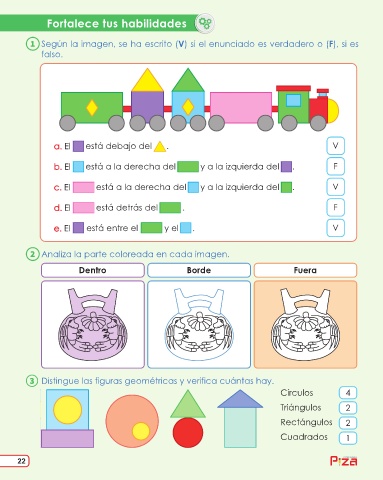 Fortalece tus habilidades
1 Según la imagen, se ha escrito (V) si el enunciado es verdadero o (F), si es
falso.
a. El está debajo del . V
b. El está a la derecha del y a la izquierda del . F
c. El está a la derecha del y a la izquierda del . V
d. El está detrás del . F
e. El está entre el y el . V
2 Analiza la parte coloreada en cada imagen.
Dentro Borde Fuera
3 Distingue las figuras geométricas y verifica cuántas hay.
Círculos 4
Triángulos 2
Rectángulos 2
Cuadrados 1
22
Piza